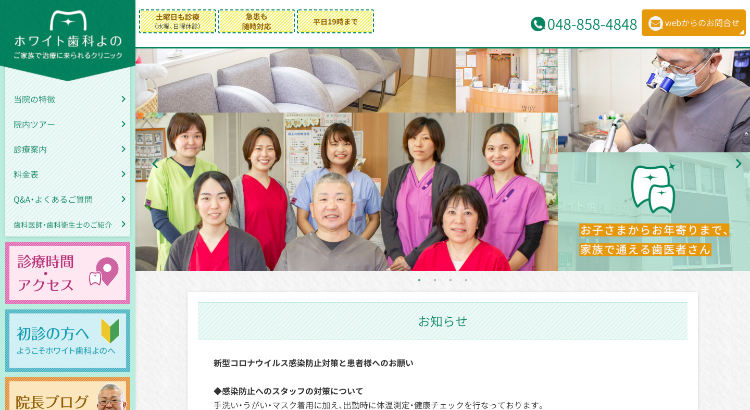 ホワイト歯科よの
ご家族で治療に来られるクリニック
土曜日も診療
(水曜、日曜休診)
急患も
随時対応
平日19時まで
048-858-4848
webからのお問合せ
当院の特徴
院内ツアー
診療案内
料金表
Q&A・よくあるご質問
歯科医師・歯科衛生士のご紹介
診療時間
・
アクセス
初診の方へ
ようこそホワイト歯科よのへ
院長ブログ
お子さまからお年寄りまで、
家族で通える歯医者さん
お知らせ
新型コロナウイルス感染防止対策と患者様へのお願い
◆感染防止へのスタッフの対策について
手洗い・うがい・マスク着用に加え、出勤時に体温測定・健康チェックを行なっております。